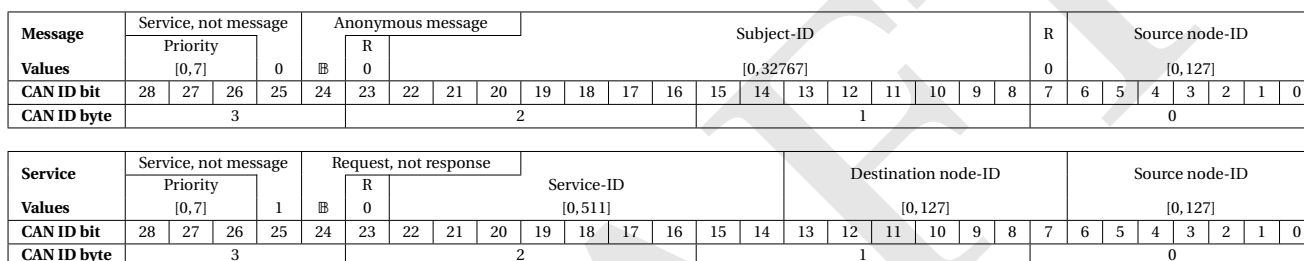 Message Service, not message Anonymous message Subject-ID R Source node-ID
Priority R
Values [0,7] 0 𝔹 0 [0,32767] 0 [0,127]
CAN ID bit 28 27 26 25 24 23 22 21 20 19 18 17 16 15 14 13 12 11 10 9 8 7 6 5 4 3 2 1 0
CAN ID byte 3 2 1 0
Service Service, not message Request, not response Service-ID Destination node-ID Source node-ID
Priority R
Values [0,7] 1 𝔹 0 [0,511] [0,127] [0,127]
CAN ID bit 28 27 26 25 24 23 22 21 20 19 18 17 16 15 14 13 12 11 10 9 8 7 6 5 4 3 2 1 0
CAN ID byte 3 2 1 0